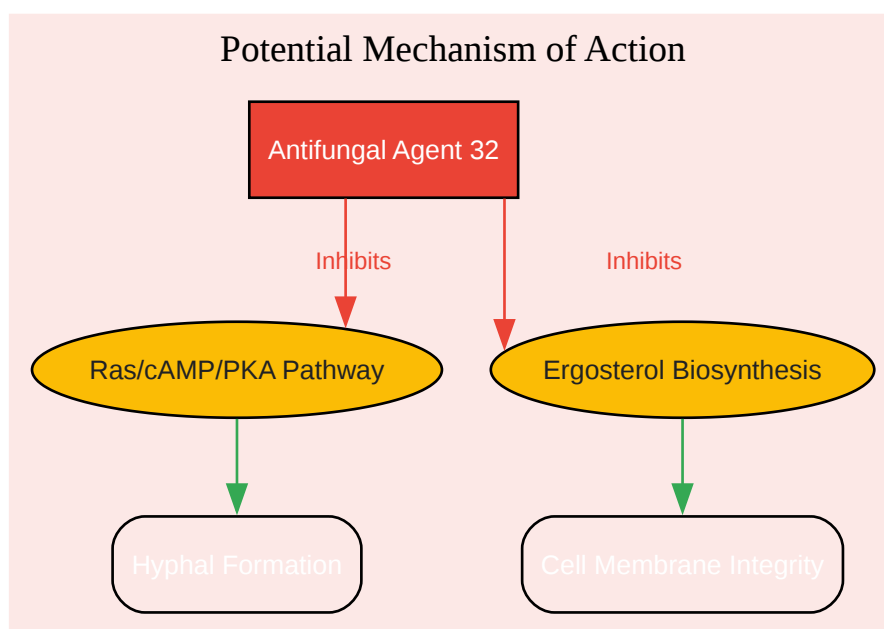 Potential Mechanism of Action
Antifungal Agent 32
Inhibits
Inhibits
Ras/cAMP/PKA Pathway
Ergosterol Biosynthesis
Hyphal Formation
Cell Membrane Integrity